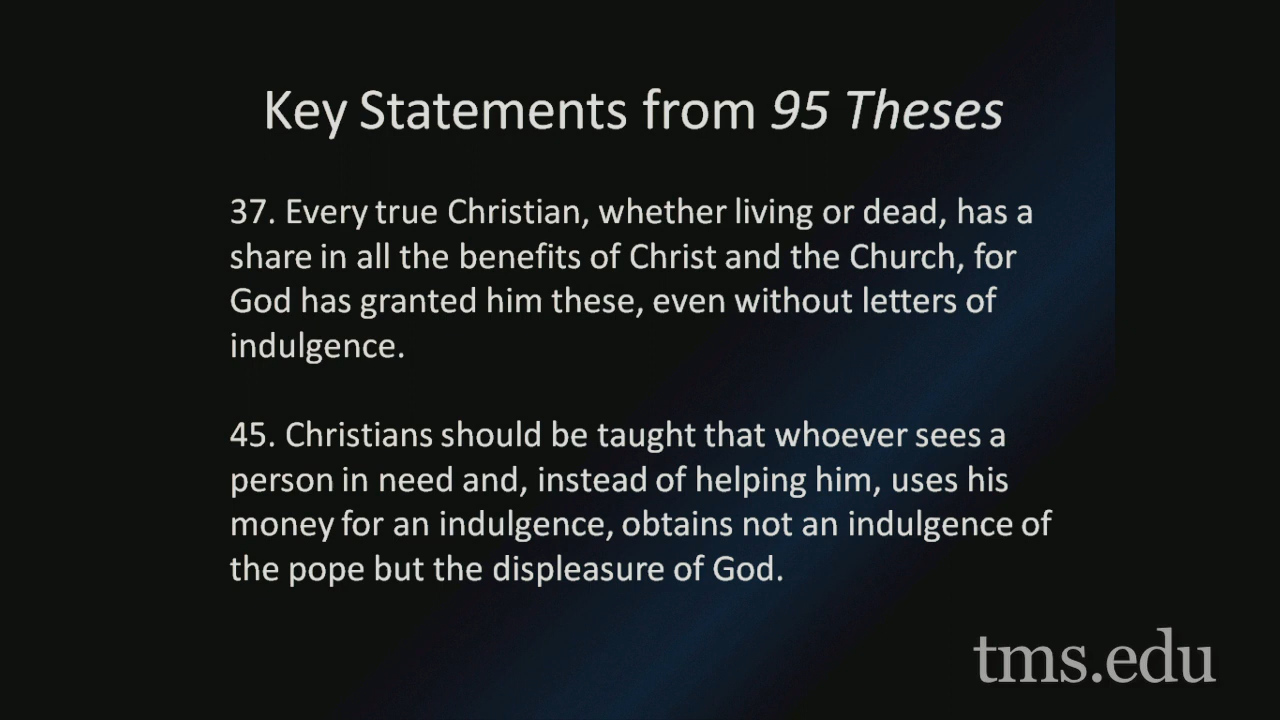 Key Statements from 95 Theses
37. Every true Christian, whether living or dead, has a
share in all the benefits of Christ and the Church, for
God has granted him these, even without letters of
indulgence.
45. Christians should be taught that whoever sees a
person in need and, instead of helping him, uses his
money for an indulgence, obtains not an indulgence of
the pope but the displeasure of God.
tms.edu